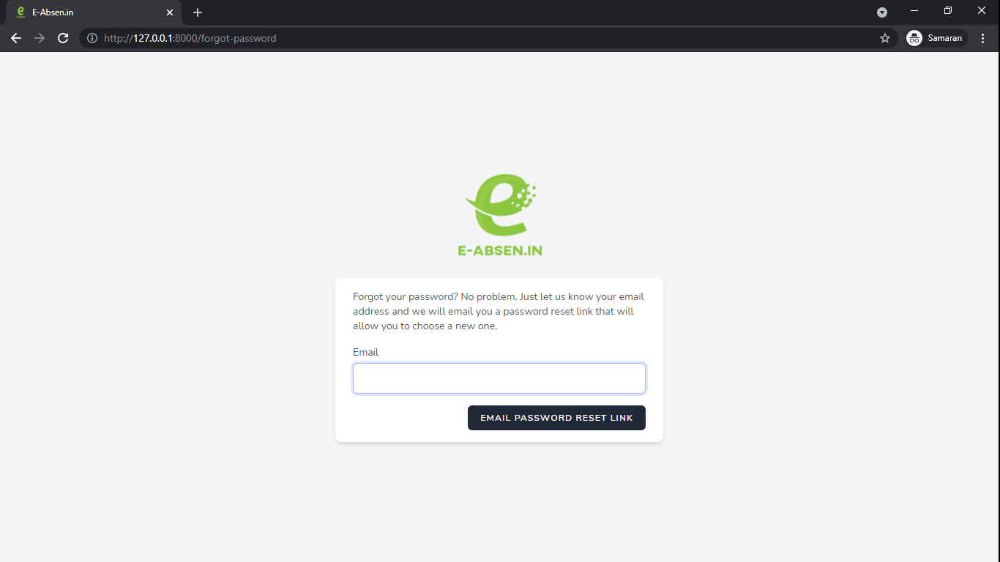 E-Absen.in
http://127.0.0.1:8000/forgot-password
Samaran
E-ABSEN.IN
Forgot your password? No problem. Just let us know your email
address and we will email you a password reset link that will
allow you to choose a new one.
Email
EMAIL PASSWORD RESET LINK